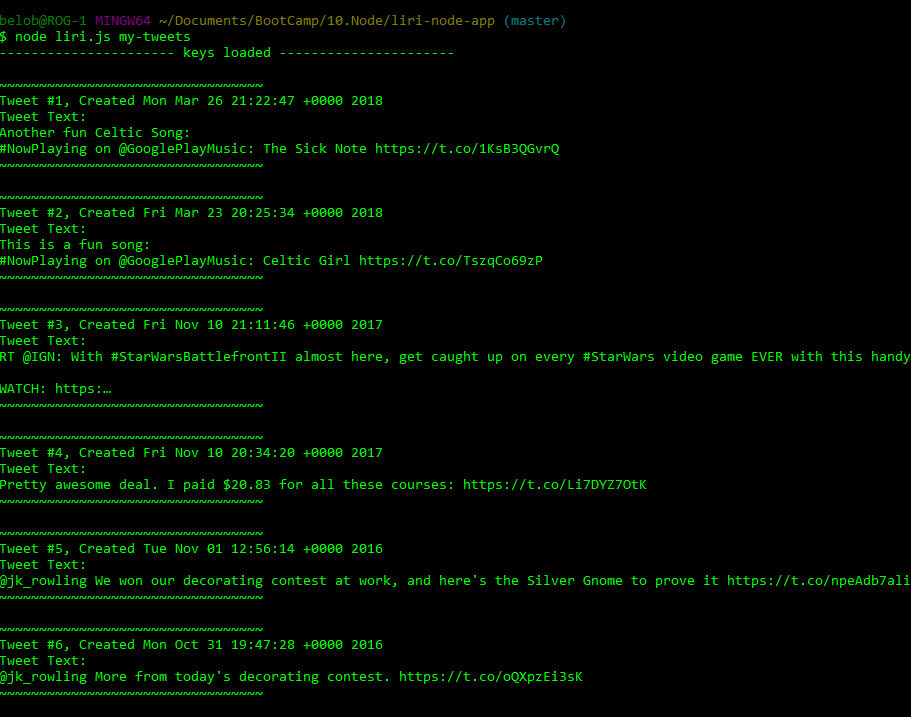 belob@ROG-1 MINGW64 ~/Documents/BootCamp/10.Node/liri-node-app (master)
$ node liri.js my-tweets
---------------------- keys loaded ----------------------
~~~~~~~~~~~~~~~~~~~~~~~~~~~~~~~~~
Tweet #1, Created Mon Mar 26 21:22:47 +0000 2018
Tweet Text:
Another fun Celtic Song:
#NowPlaying on @GooglePlayMusic: The Sick Note https://t.co/1KsB3QGvrQ
~~~~~~~~~~~~~~~~~~~~~~~~~~~~~~~~~
~~~~~~~~~~~~~~~~~~~~~~~~~~~~~~~~~
Tweet #2, Created Fri Mar 23 20:25:34 +0000 2018
Tweet Text:
This is a fun song:
#NowPlaying on @GooglePlayMusic: Celtic Girl https://t.co/TszqCo69zP
~~~~~~~~~~~~~~~~~~~~~~~~~~~~~~~~~
~~~~~~~~~~~~~~~~~~~~~~~~~~~~~~~~~
Tweet #3, Created Fri Nov 10 21:11:46 +0000 2017
Tweet Text:
RT @IGN: With #StarWarsBattlefrontII almost here, get caught up on every #StarWars video game EVER with this handy
WATCH: https:…
~~~~~~~~~~~~~~~~~~~~~~~~~~~~~~~~~
~~~~~~~~~~~~~~~~~~~~~~~~~~~~~~~~~
Tweet #4, Created Fri Nov 10 20:34:20 +0000 2017
Tweet Text:
Pretty awesome deal. I paid $20.83 for all these courses: https://t.co/Li7DYZ7OtK
~~~~~~~~~~~~~~~~~~~~~~~~~~~~~~~~~
~~~~~~~~~~~~~~~~~~~~~~~~~~~~~~~~~
Tweet #5, Created Tue Nov 01 12:56:14 +0000 2016
Tweet Text:
@jk_rowling We won our decorating contest at work, and here's the Silver Gnome to prove it https://t.co/npeAdb7ali
~~~~~~~~~~~~~~~~~~~~~~~~~~~~~~~~~
~~~~~~~~~~~~~~~~~~~~~~~~~~~~~~~~~
Tweet #6, Created Mon Oct 31 19:47:28 +0000 2016
Tweet Text:
@jk_rowling More from today's decorating contest. https://t.co/oQXpzEi3sK
~~~~~~~~~~~~~~~~~~~~~~~~~~~~~~~~~